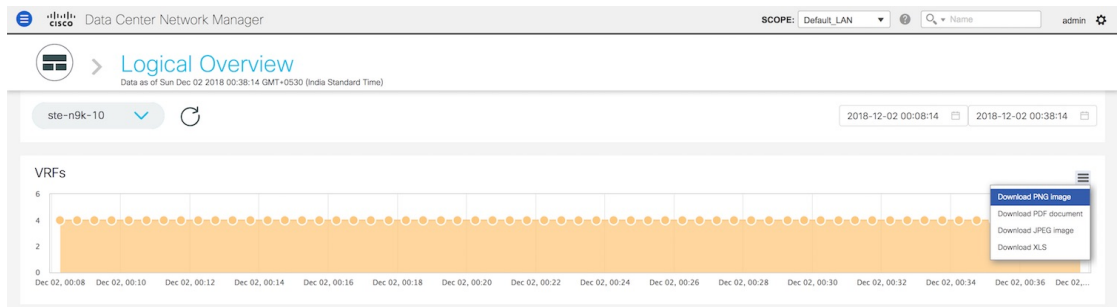 CISCO Data Center Network Manager SCOPE: Default_LAN Name admin
Logical Overview
Data as of Sun Dec 02 2018 00:38:14 GMT+0530 (India Standard Time)
ste-n9k-10 2018-12-02 00:08:14 2018-12-02 00:38:14
VRFs
Download PNG image
Download PDF document
Download JPEG image
Download XLS
6
4
2
0
Dec 02, 00:08 Dec 02, 00:10 Dec 02, 00:12 Dec 02, 00:14 Dec 02, 00:16 Dec 02, 00:18 Dec 02, 00:20 Dec 02, 00:22 Dec 02, 00:24 Dec 02, 00:26 Dec 02, 00:28 Dec 02, 00:30 Dec 02, 00:32 Dec 02, 00:34 Dec 02, 00:36 Dec 02,...